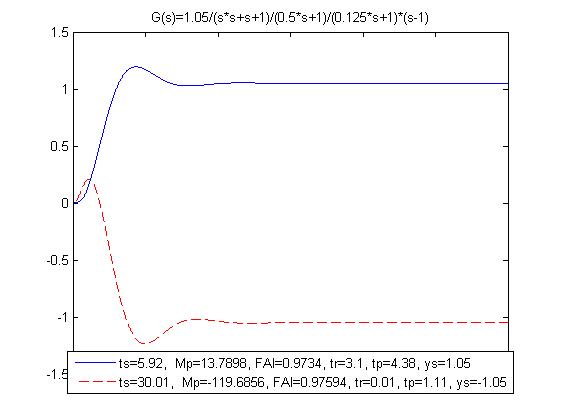 G(s)=1.05/(s*s+s+1)/(0.5*s+1)/(0.125*s+1)*(s-1)
1.5
1
0.5
0
-0.5
-1
-1.5
ts=5.92, Mp=13.7898, FAI=0.9734, tr=3.1, tp=4.38, ys=1.05
ts=30.01, Mp=-119.6856, FAI=0.97594, tr=0.01, tp=1.11, ys=-1.05